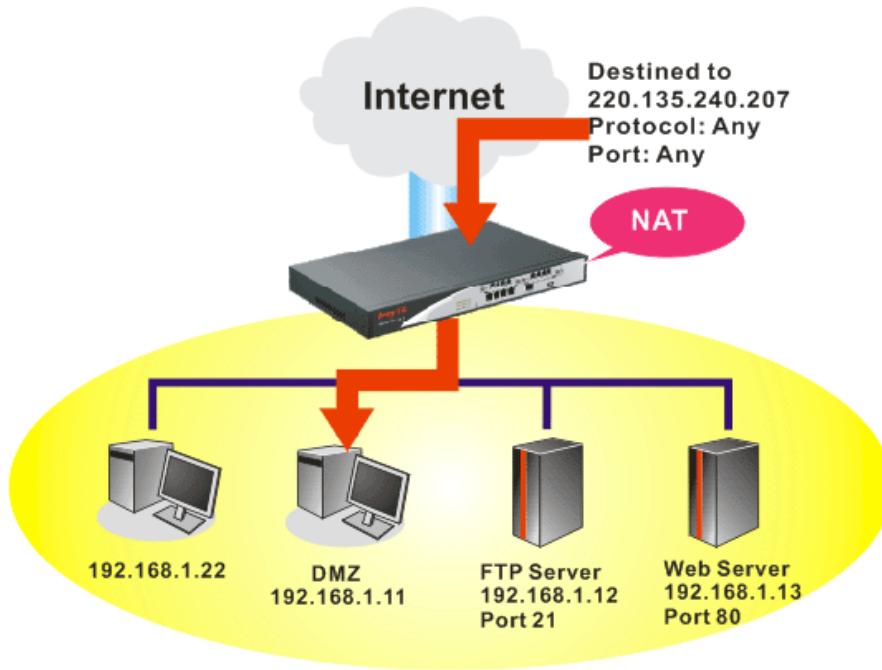 Internet
Destined to
220.135.240.207
Protocol: Any
Port: Any
NAT
192.168.1.22
DMZ
192.168.1.11
FTP Server
192.168.1.12
Port 21
Web Server
192.168.1.13
Port 80